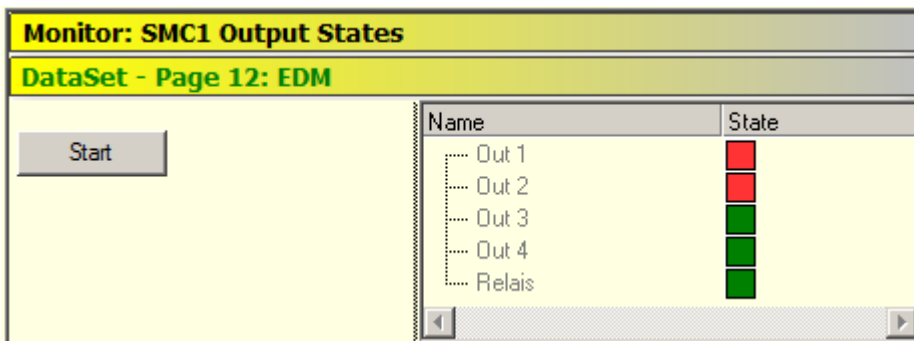 Monitor: SMC1 Output States
DataSet - Page 12: EDM
Start
Name State
Out 1
Out 2
Out 3
Out 4
Relais